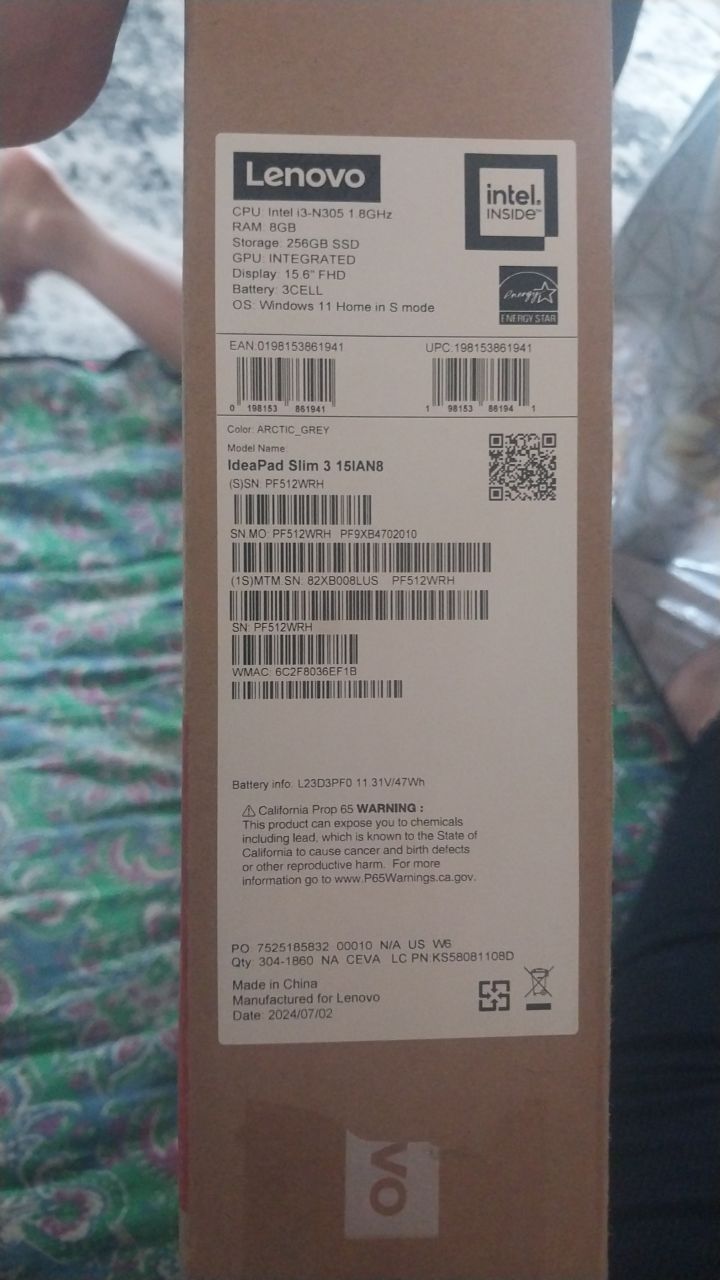 Lenovo
intel.
INSIDE™
CPU: Intel i3-N305 1.8GHz
RAM: 8GB
Storage: 256GB SSD
GPU: INTEGRATED
Display: 15.6" FHD
Battery: 3CELL
OS: Windows 11 Home in S mode
energy
ENERGY STAR
EAN:0198153861941
UPC:198153861941
0 198153 861941
1 98153 86194 1
Color: ARCTIC_GREY
Model Name:
IdeaPad Slim 3 15IAN8
(S)SN: PF512WRH
SN.MO: PF512WRH PF9XB4702010
(1S)MTM.SN: 82XB008LUS PF512WRH
SN: PF512WRH
WMAC: 6C2F8036EF1B
Battery info: L23D3PF0 11.31V/47Wh
⚠ California Prop 65 WARNING :
This product can expose you to chemicals
including lead, which is known to the State of
California to cause cancer and birth defects
or other reproductive harm. For more
information go to www.P65Warnings.ca.gov.
PO 7525185832 00010 N/A US W6
Qty: 304-1860 NA CEVA LC PN:KS58081108D
Made in China
Manufactured for Lenovo
Date: 2024/07/02
VO